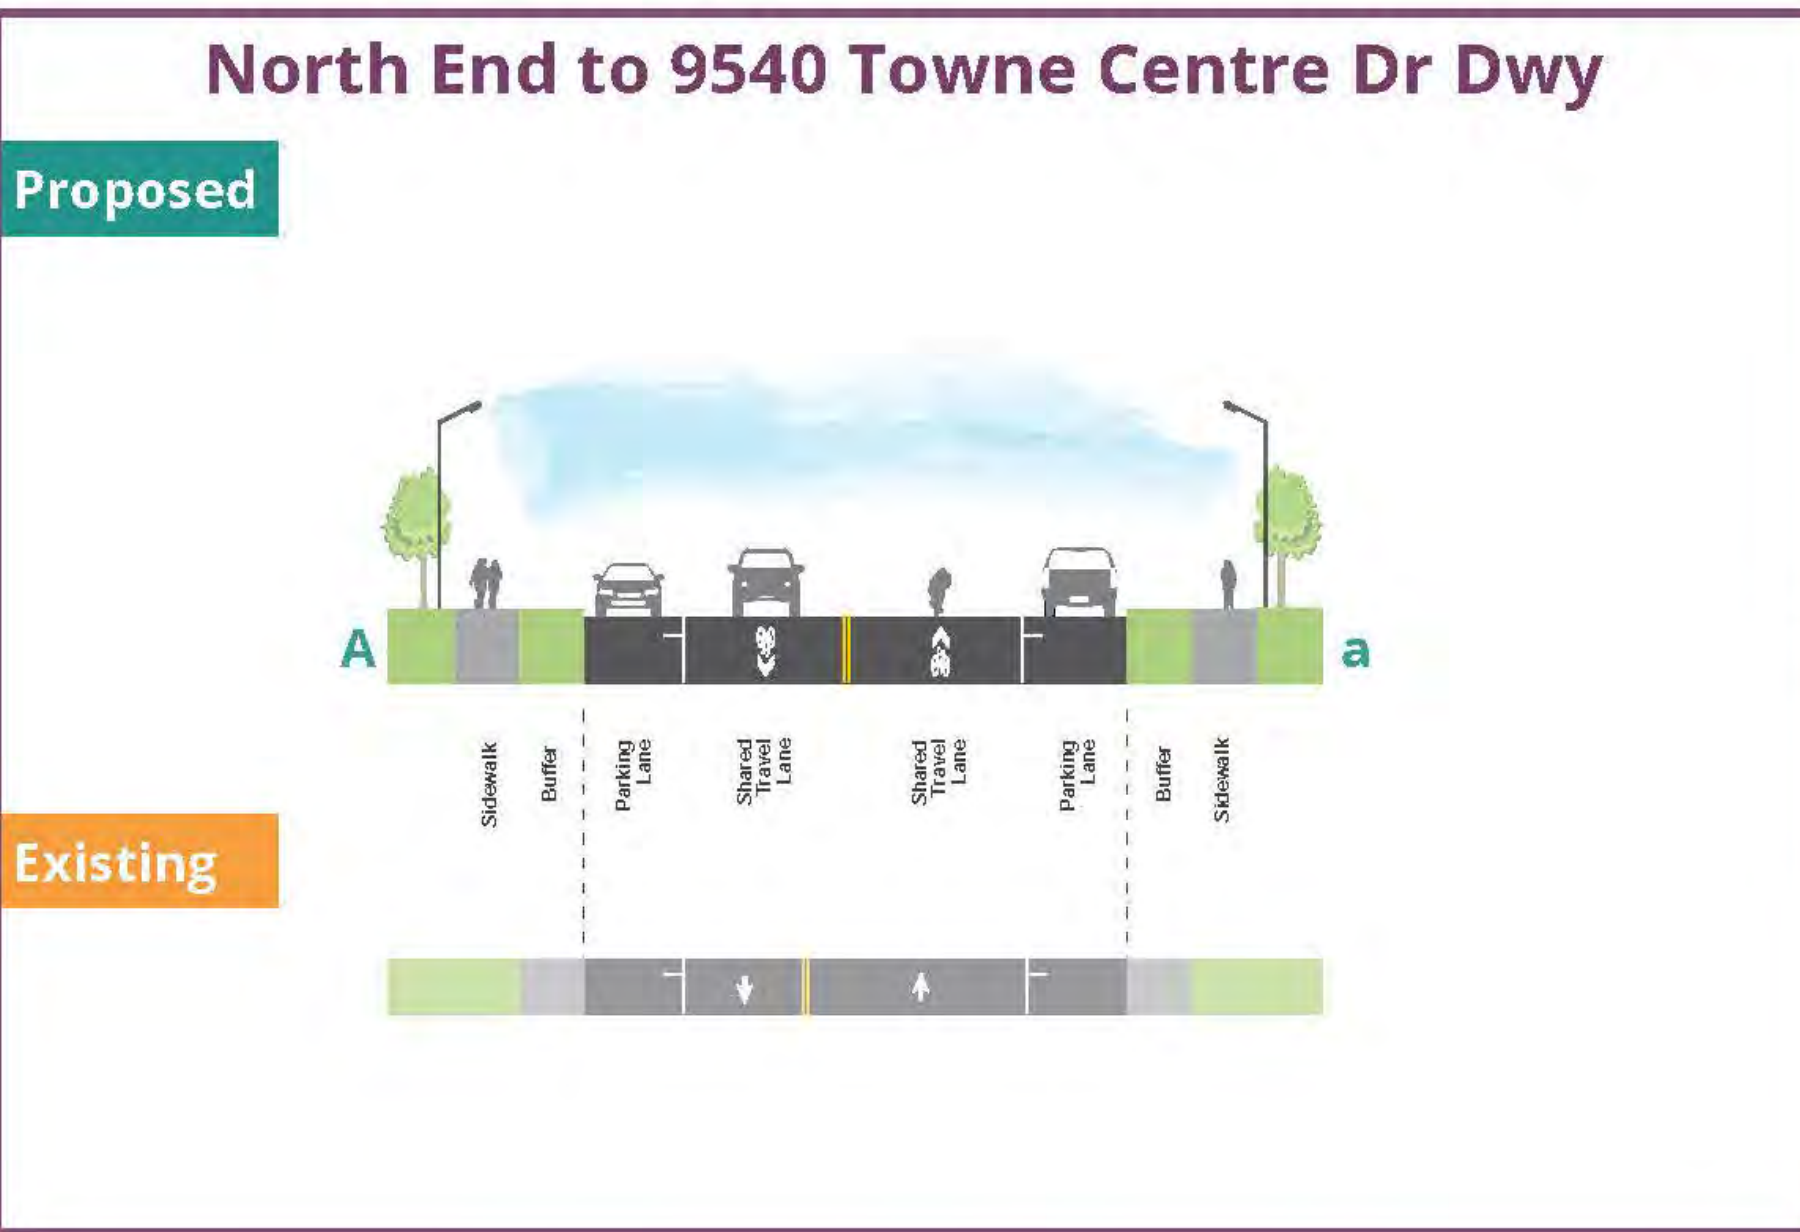 North End to 9540 Towne Centre Dr Dwy
Proposed
A
a
Sidewalk
Buffer
Parking
Lane
Shared
Travel
Lane
Shared
Travel
Lane
Parking
Lane
Buffer
Sidewalk
Existing